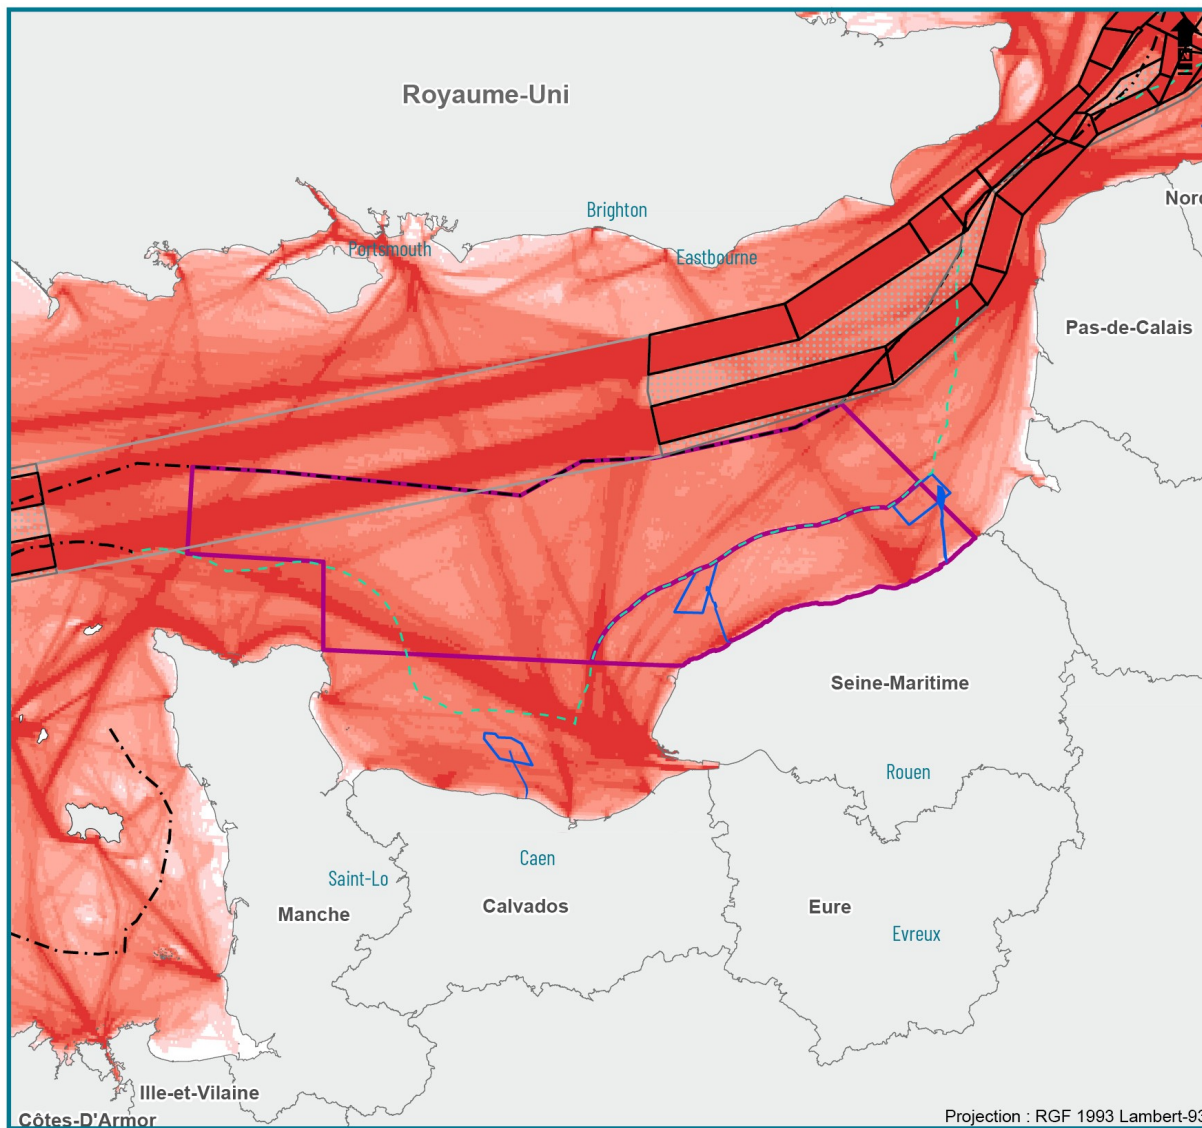 Royaume-Uni
Brighton
Portsmouth
Eastbourne
Nord
Pas-de-Calais
Seine-Maritime
Rouen
Caen
Saint-Lo
Manche
Calvados
Eure
Evreux
Ille-et-Vilaine
Côtes-D'Armor
Projection : RGF 1993 Lambert-93